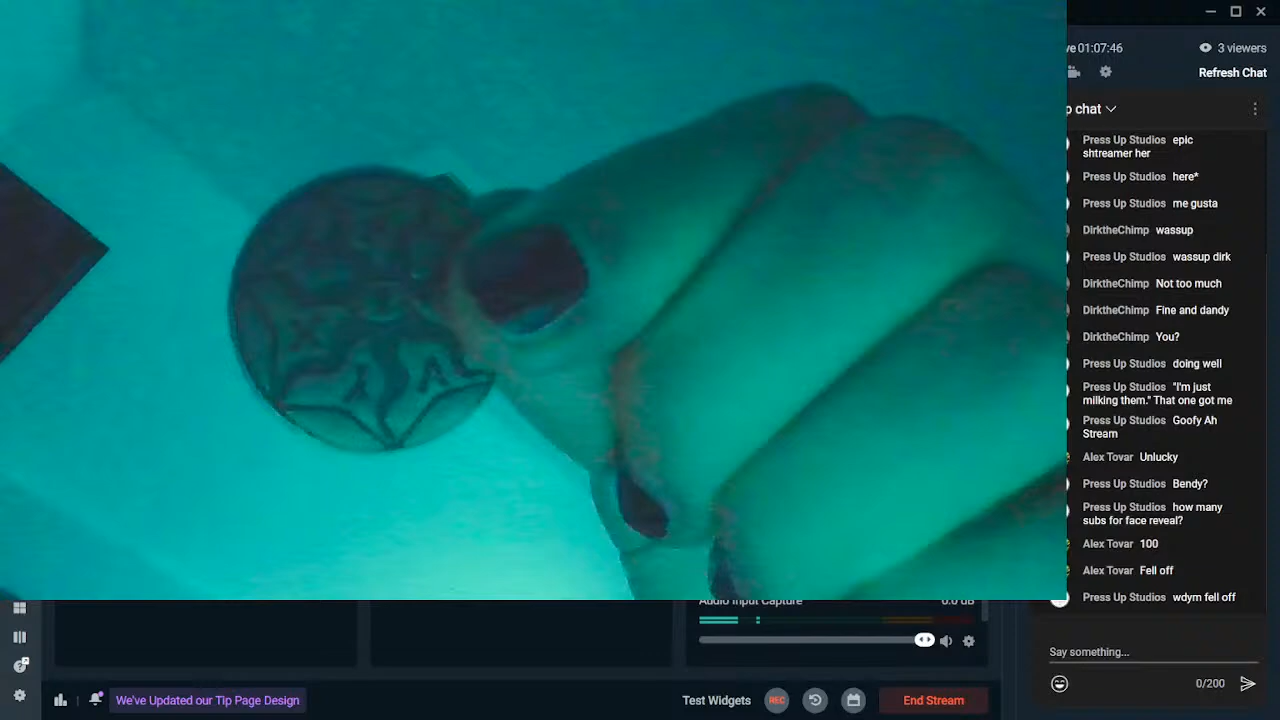 ve 01:07:46
3 viewers
Refresh Chat
p chat
Press Up Studios epic
shtreamer her
Press Up Studios here*
Press Up Studios me gusta
DirktheChimp wassup
Press Up Studios wassup dirk
DirktheChimp Not too much
DirktheChimp Fine and dandy
DirktheChimp You?
Press Up Studios doing well
Press Up Studios "I'm just
milking them." That one got me
Press Up Studios Goofy Ah
Stream
Alex Tovar Unlucky
Press Up Studios Bendy?
Press Up Studios how many
subs for face reveal?
Alex Tovar 100
Alex Tovar Fell off
Press Up Studios wdym fell off
Audio Input Capture 0.0 dB
Say something...
0/200
We've Updated our Tip Page Design
Test Widgets
REC
End Stream